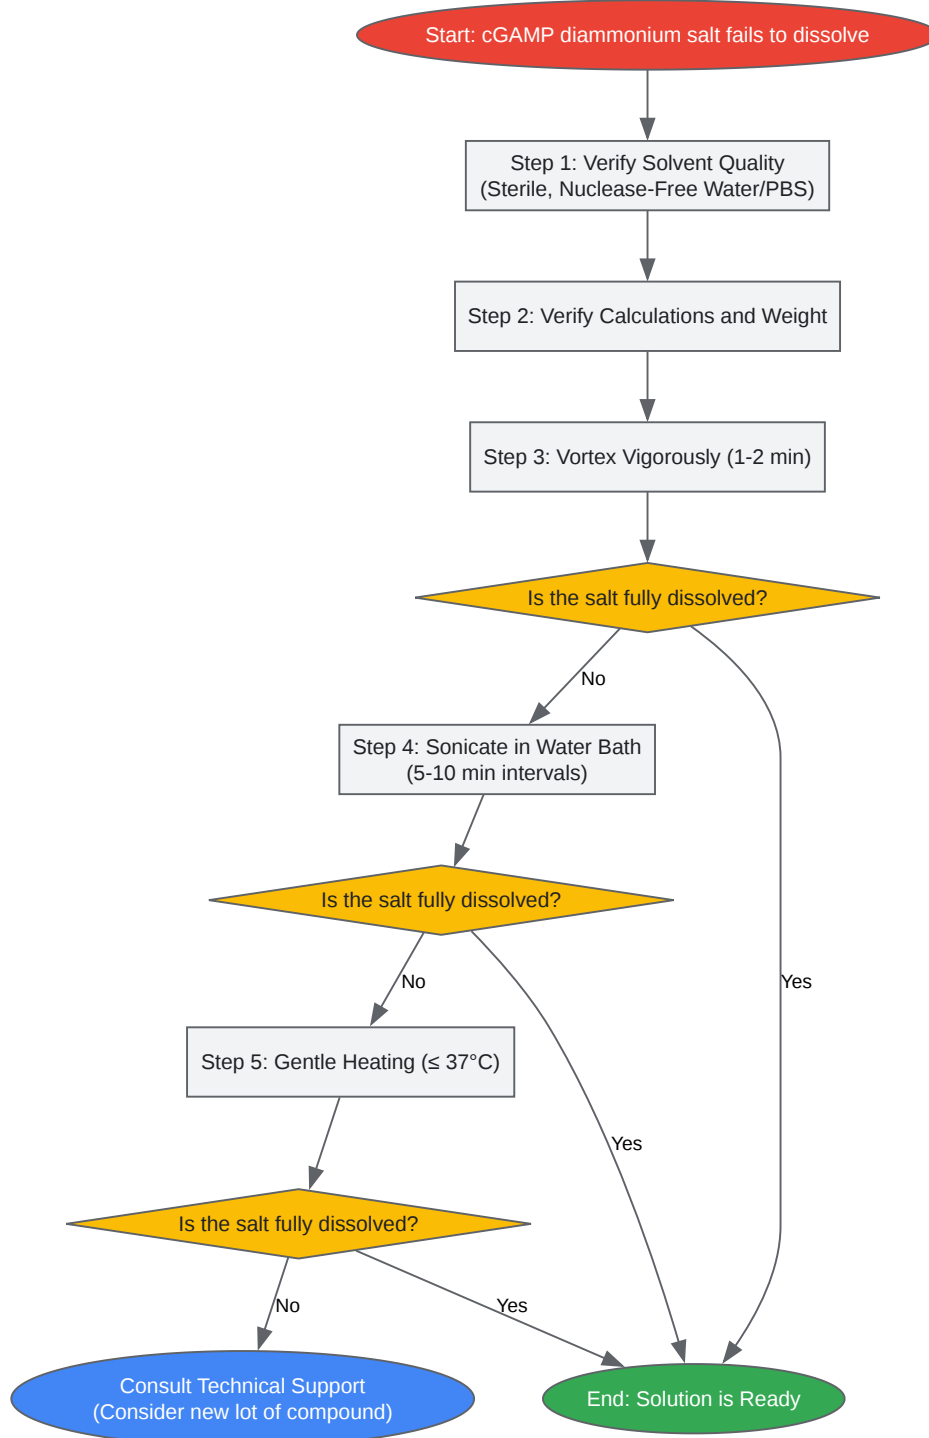 Start: cGAMP diammonium salt fails to dissolve
Step 1: Verify Solvent Quality
(Sterile, Nuclease-Free Water/PBS)
Step 2: Verify Calculations and Weight
Step 3: Vortex Vigorously (1-2 min)
Is the salt fully dissolved?
No
Step 4: Sonicate in Water Bath
(5-10 min intervals)
Is the salt fully dissolved?
No
Yes
Step 5: Gentle Heating (≤ 37°C)
Yes
Is the salt fully dissolved?
No
Yes
Consult Technical Support
(Consider new lot of compound)
End: Solution is Ready